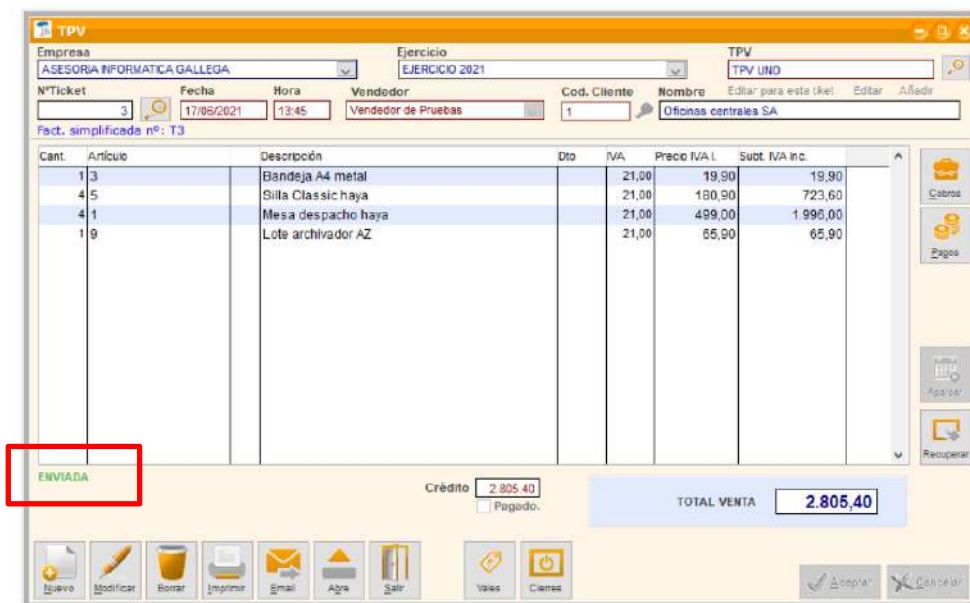 TPV
Empresa Ejercicio TPV
ASESORIA INFORMATICA GALLEGA EJERCICIO 2021 TPV UNO
NºTicket Fecha Hora Vendedor Cod. Cliente Nombre Editar para este tiket Editar Añadir
3 17/06/2021 13:45 Vendedor de Pruebas 1 Oficinas centrales SA
Fact. simplificada nº: T3
Cant. Artículo Descripción Dto IVA Precio IVA I. Subt. IVA Inc.
1 3 Bandeja A4 metal 21,00 19,90 19,90
4 5 Silla Classic haya 21,00 180,90 723,60
4 1 Mesa despacho haya 21,00 499,00 1.996,00
1 9 Lote archivador AZ 21,00 65,90 65,90
Cobros
Pagos
Aparcar
Recuperar
ENVIADA
Crédito 2.805,40
Pagado.
TOTAL VENTA 2.805,40
Nuevo Modificar Borrar Imprimir Email Abre Salir Vales Cierres Aceptar Cancelar